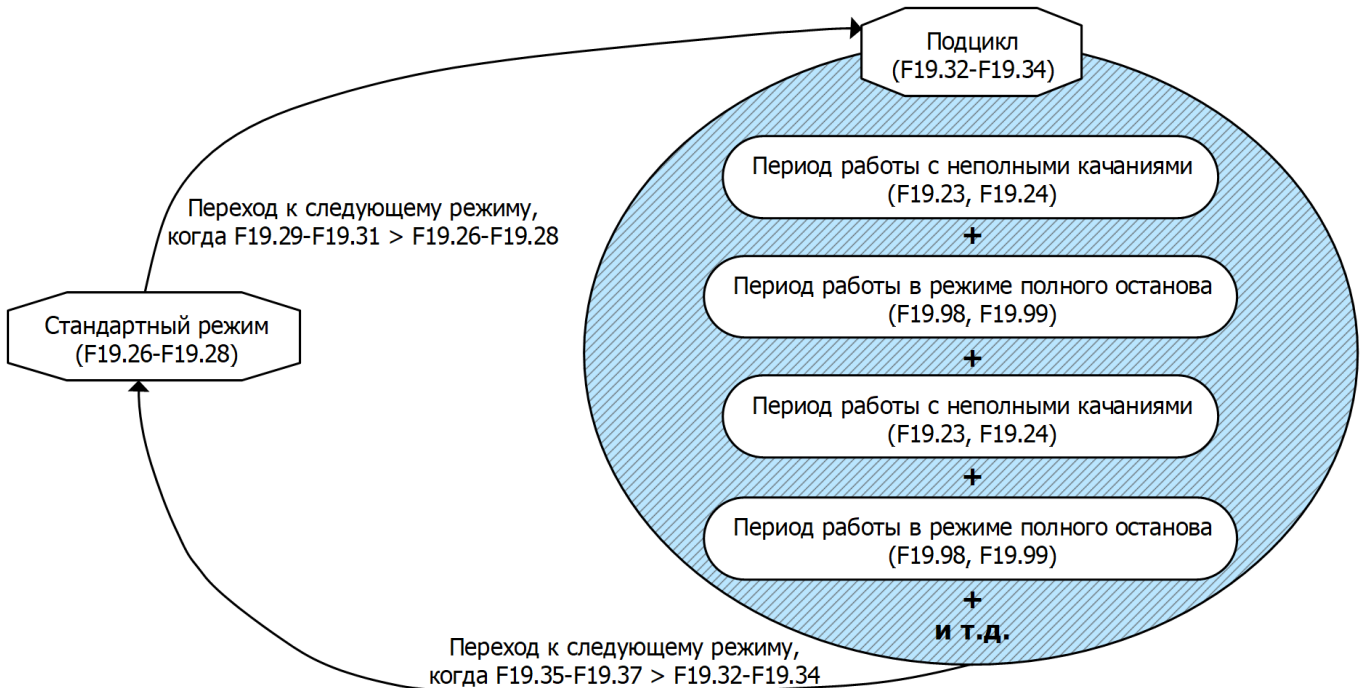 Подцикл
(F19.32-F19.34)
Период работы с неполными качаниями
(F19.23, F19.24)
+
Период работы в режиме полного останова
(F19.98, F19.99)
+
Период работы с неполными качаниями
(F19.23, F19.24)
+
Период работы в режиме полного останова
(F19.98, F19.99)
+
и т.д.
Переход к следующему режиму,
когда F19.29-F19.31 > F19.26-F19.28
Стандартный режим
(F19.26-F19.28)
Переход к следующему режиму,
когда F19.35-F19.37 > F19.32-F19.34